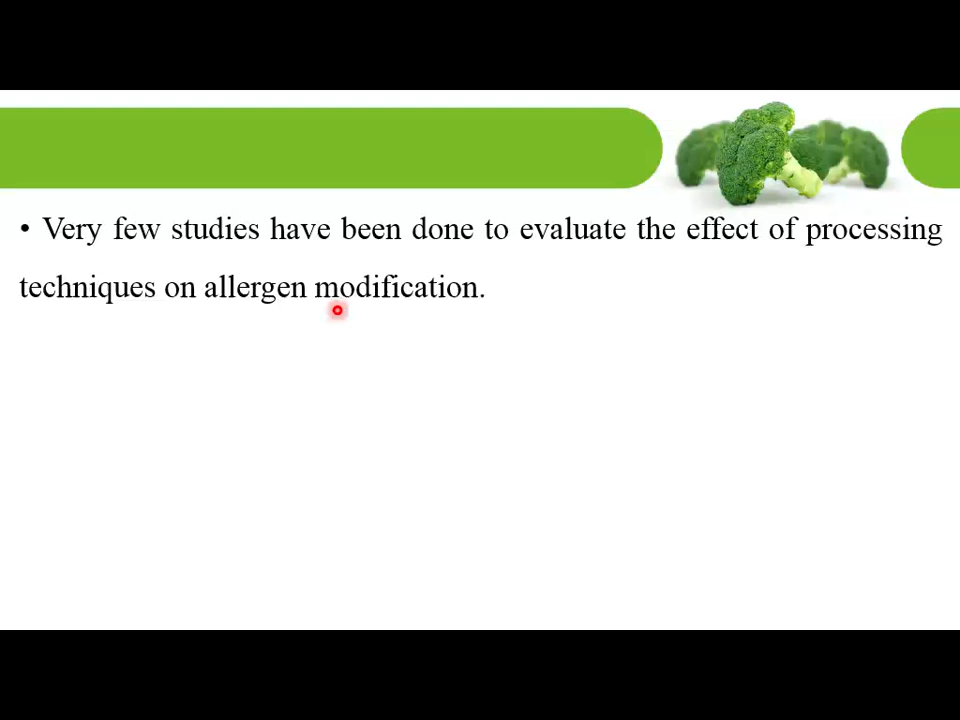 • Very few studies have been done to evaluate the effect of processing
techniques on allergen modification.